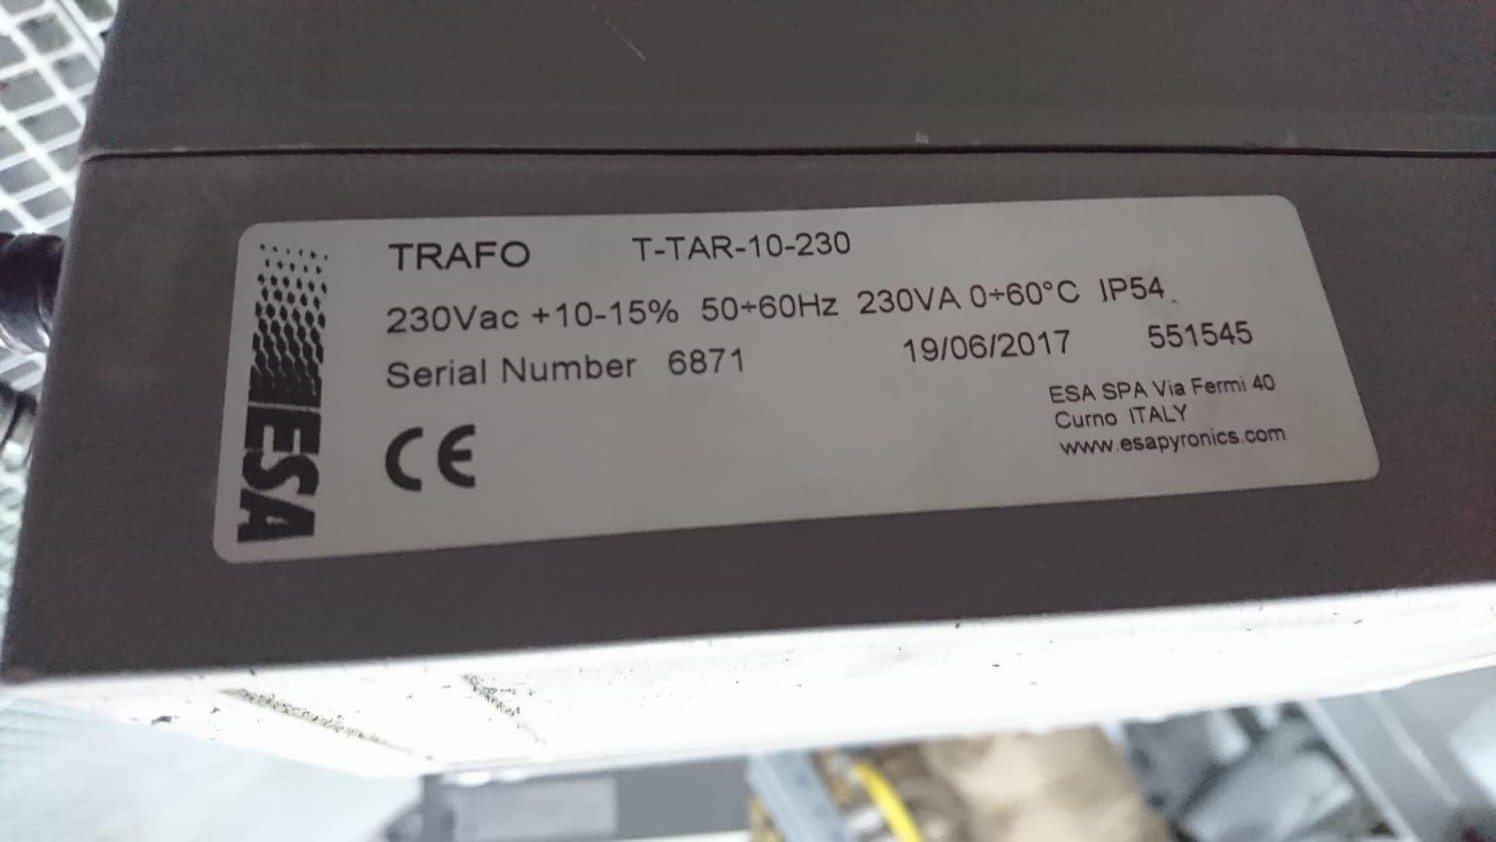 TRAFO T-TAR-10-230
230Vac +10-15% 50÷60Hz 230VA 0÷60°C IP54
Serial Number 6871 19/06/2017 551545
ESA SPA Via Fermi 40
Curno ITALY
www.esapyronics.com
CE
ESA